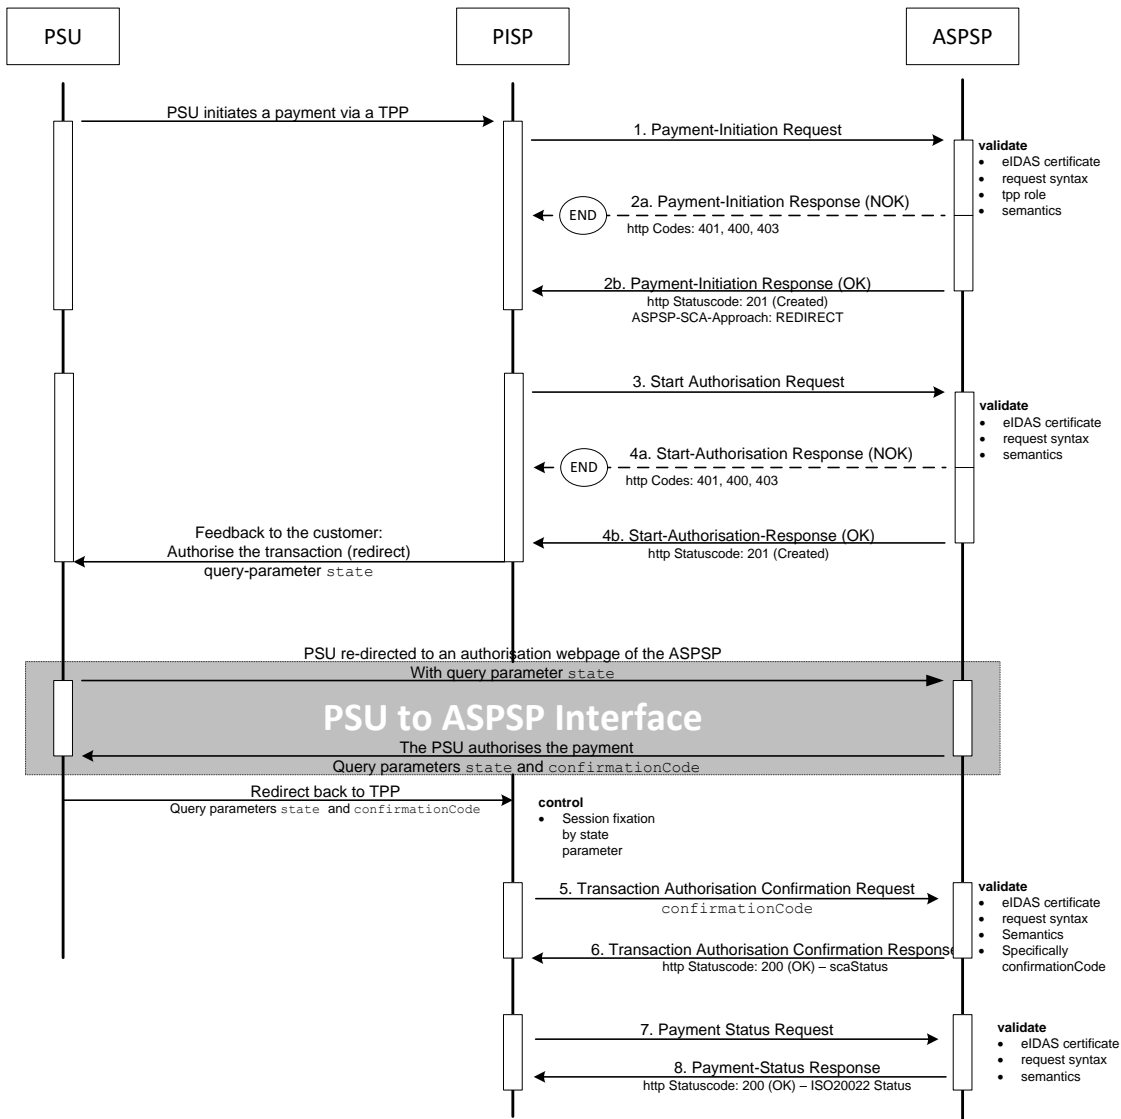 PSU
PISP
ASPSP
PSU initiates a payment via a TPP
1. Payment-Initiation Request
validate
• eIDAS certificate
• request syntax
• tpp role
• semantics
2a. Payment-Initiation Response (NOK)
END
http Codes: 401, 400, 403
2b. Payment-Initiation Response (OK)
http Statuscode: 201 (Created)
ASPSP-SCA-Approach: REDIRECT
3. Start Authorisation Request
validate
• eIDAS certificate
• request syntax
• semantics
4a. Start-Authorisation Response (NOK)
END
http Codes: 401, 400, 403
4b. Start-Authorisation-Response (OK)
http Statuscode: 201 (Created)
Feedback to the customer:
Authorise the transaction (redirect)
query-parameter state
PSU re-directed to an authorisation webpage of the ASPSP
With query parameter state
PSU to ASPSP Interface
The PSU authorises the payment
Query parameters state and confirmationCode
Redirect back to TPP
Query parameters state and confirmationCode
control
• Session fixation
by state
parameter
5. Transaction Authorisation Confirmation Request
confirmationCode
validate
• eIDAS certificate
• request syntax
• Semantics
• Specifically
confirmationCode
6. Transaction Authorisation Confirmation Response
http Statuscode: 200 (OK) – scaStatus
7. Payment Status Request
validate
• eIDAS certificate
• request syntax
• semantics
8. Payment-Status Response
http Statuscode: 200 (OK) – ISO20022 Status